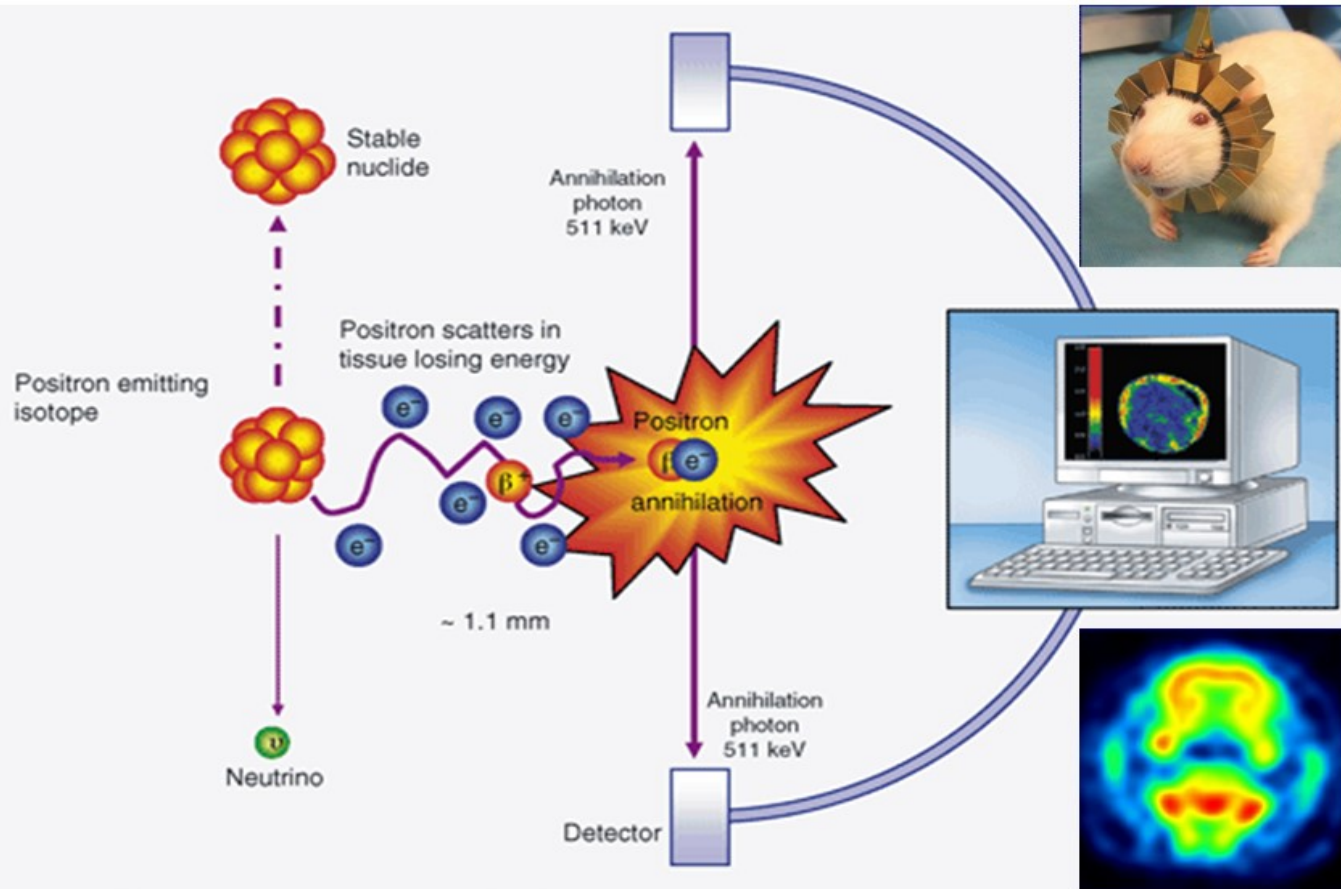 Stable
nuclide
Annihilation
photon
511 keV
Positron scatters in
tissue losing energy
Positron emitting
isotope
e⁻
e⁻
e⁻
Positron
β e⁻
β⁺
e⁻
annihilation
e⁻
e⁻
~ 1.1 mm
Annihilation
photon
511 keV
υ
Neutrino
Detector